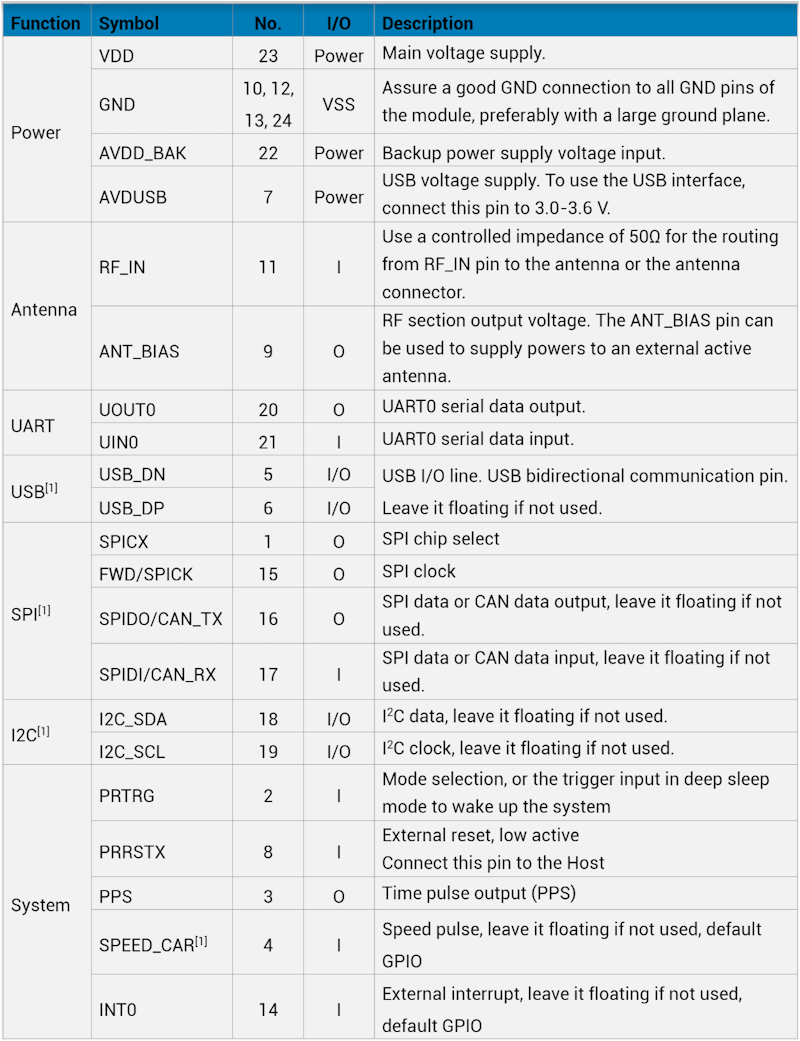 Function Symbol No. I/O Description
Power
VDD 23 Power Main voltage supply.
GND 10, 12, 13, 24 VSS Assure a good GND connection to all GND pins of
the module, preferably with a large ground plane.
AVDD_BAK 22 Power Backup power supply voltage input.
AVDUSB 7 Power USB voltage supply. To use the USB interface,
connect this pin to 3.0-3.6 V.
Antenna
RF_IN 11 I Use a controlled impedance of 50Ω for the routing
from RF_IN pin to the antenna or the antenna
connector.
ANT_BIAS 9 O RF section output voltage. The ANT_BIAS pin can
be used to supply powers to an external active
antenna.
UART
UOUT0 20 O UART0 serial data output.
UIN0 21 I UART0 serial data input.
USB[1]
USB_DN 5 I/O USB I/O line. USB bidirectional communication pin.
USB_DP 6 I/O Leave it floating if not used.
SPI[1]
SPICX 1 O SPI chip select
FWD/SPICK 15 O SPI clock
SPIDO/CAN_TX 16 O SPI data or CAN data output, leave it floating if not
used.
SPIDI/CAN_RX 17 I SPI data or CAN data input, leave it floating if not
used.
I2C[1]
I2C_SDA 18 I/O I²C data, leave it floating if not used.
I2C_SCL 19 I/O I²C clock, leave it floating if not used.
System
PRTRG 2 I Mode selection, or the trigger input in deep sleep
mode to wake up the system
PRRSTX 8 I External reset, low active
Connect this pin to the Host
PPS 3 O Time pulse output (PPS)
SPEED_CAR[1] 4 I Speed pulse, leave it floating if not used, default
GPIO
INT0 14 I External interrupt, leave it floating if not used,
default GPIO